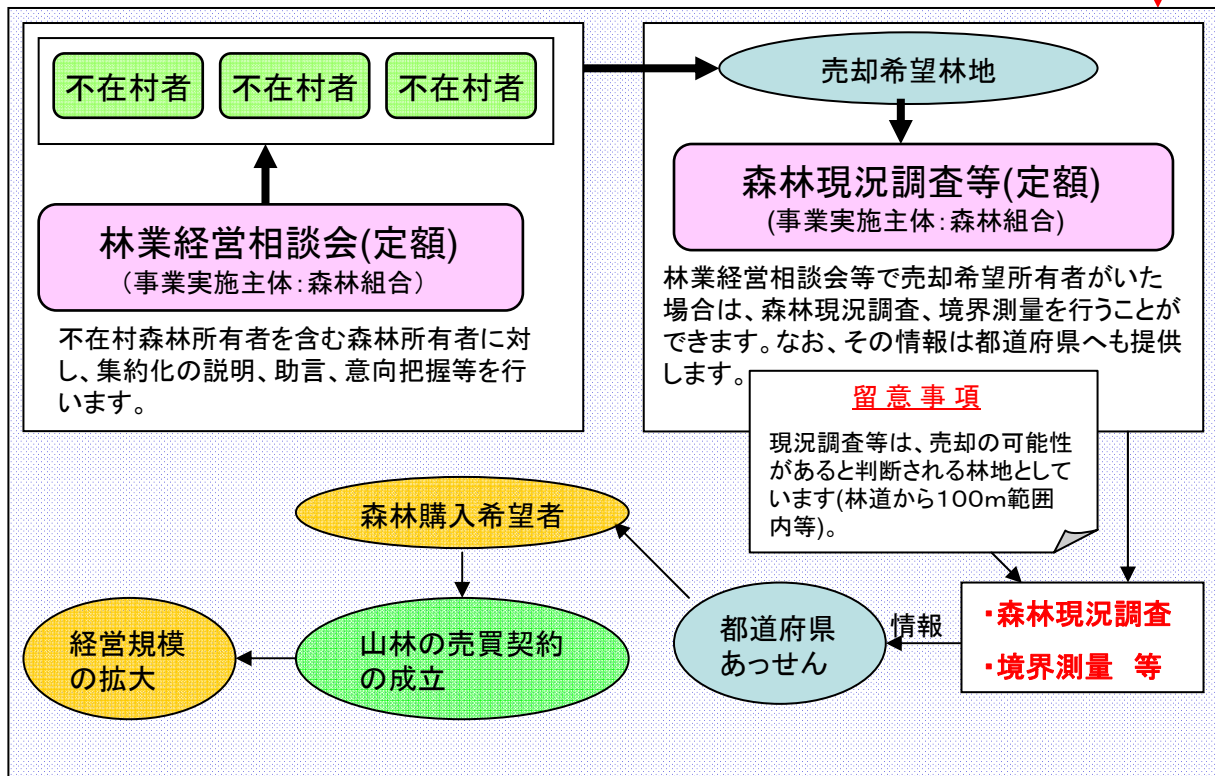 不在村者
不在村者
不在村者
林業経営相談会(定額)
(事業実施主体:森林組合)
不在村森林所有者を含む森林所有者に対
し、集約化の説明、助言、意向把握等を行
います。
売却希望林地
森林現況調査等(定額)
(事業実施主体:森林組合)
林業経営相談会等で売却希望所有者がいた
場合は、森林現況調査、境界測量を行うことが
できます。なお、その情報は都道府県へも提供
します。
留意事項
現況調査等は、売却の可能性
があると判断される林地として
います(林道から100m範囲
内等)。
・森林現況調査
・境界測量 等
情報
都道府県
あっせん
森林購入希望者
山林の売買契約
の成立
経営規模
の拡大